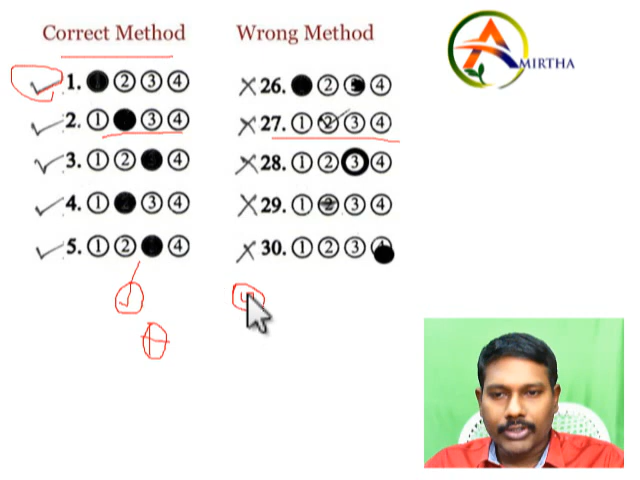 Correct Method
Wrong Method
AMIRTHA
1. ② ③ ④
2. ① ③ ④
3. ① ② ④
4. ① ③ ④
5. ① ② ④
26. ② ④
27. ① ② ③ ④
28. ① ② ③ ④
29. ① ② ③ ④
30. ① ② ③